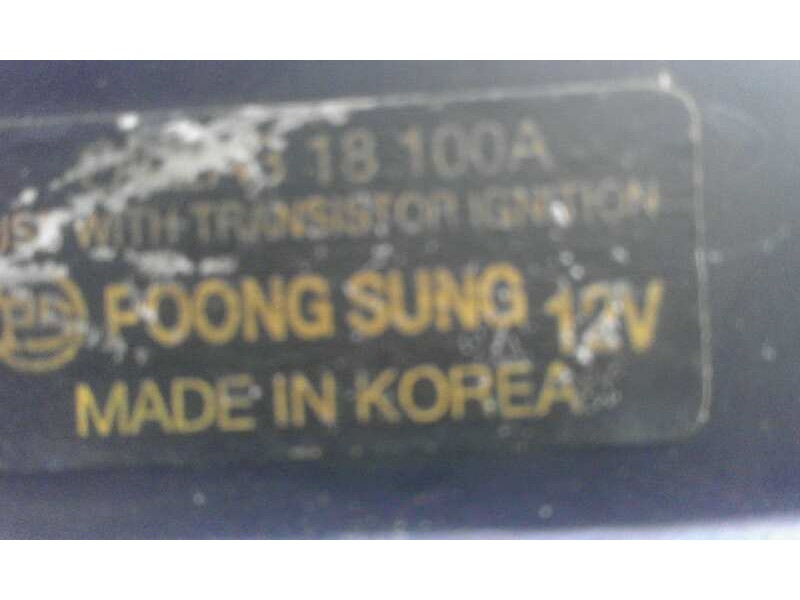 18 100A
WITH TRANSISTOR IGNITION
POONG SUNG 12V
MADE IN KOREA